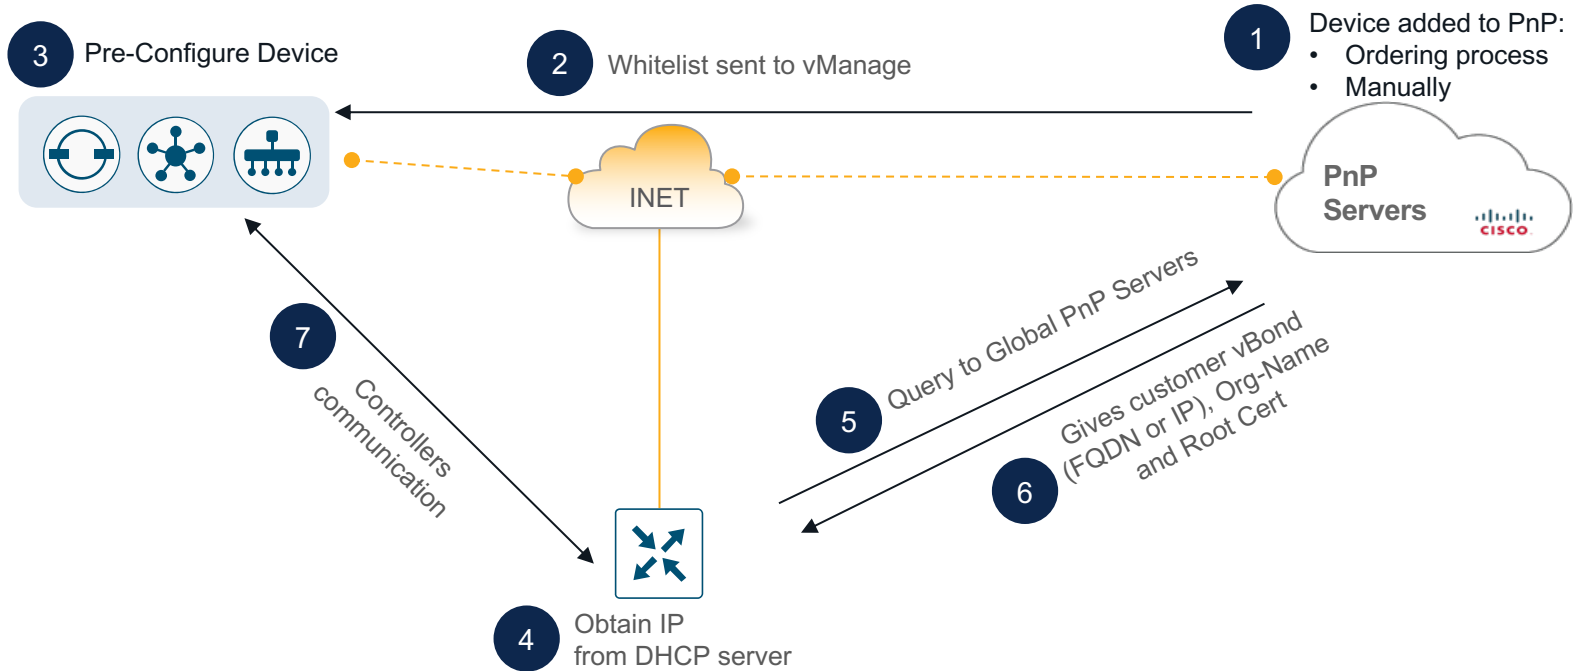 1
Device added to PnP:
• Ordering process
• Manually
2
Whitelist sent to vManage
3
Pre-Configure Device
INET
PnP
Servers
CISCO
7
Controllers
communication
5
Query to Global PnP Servers
6
Gives customer vBond
(FQDN or IP), Org-Name
and Root Cert
4
Obtain IP
from DHCP server